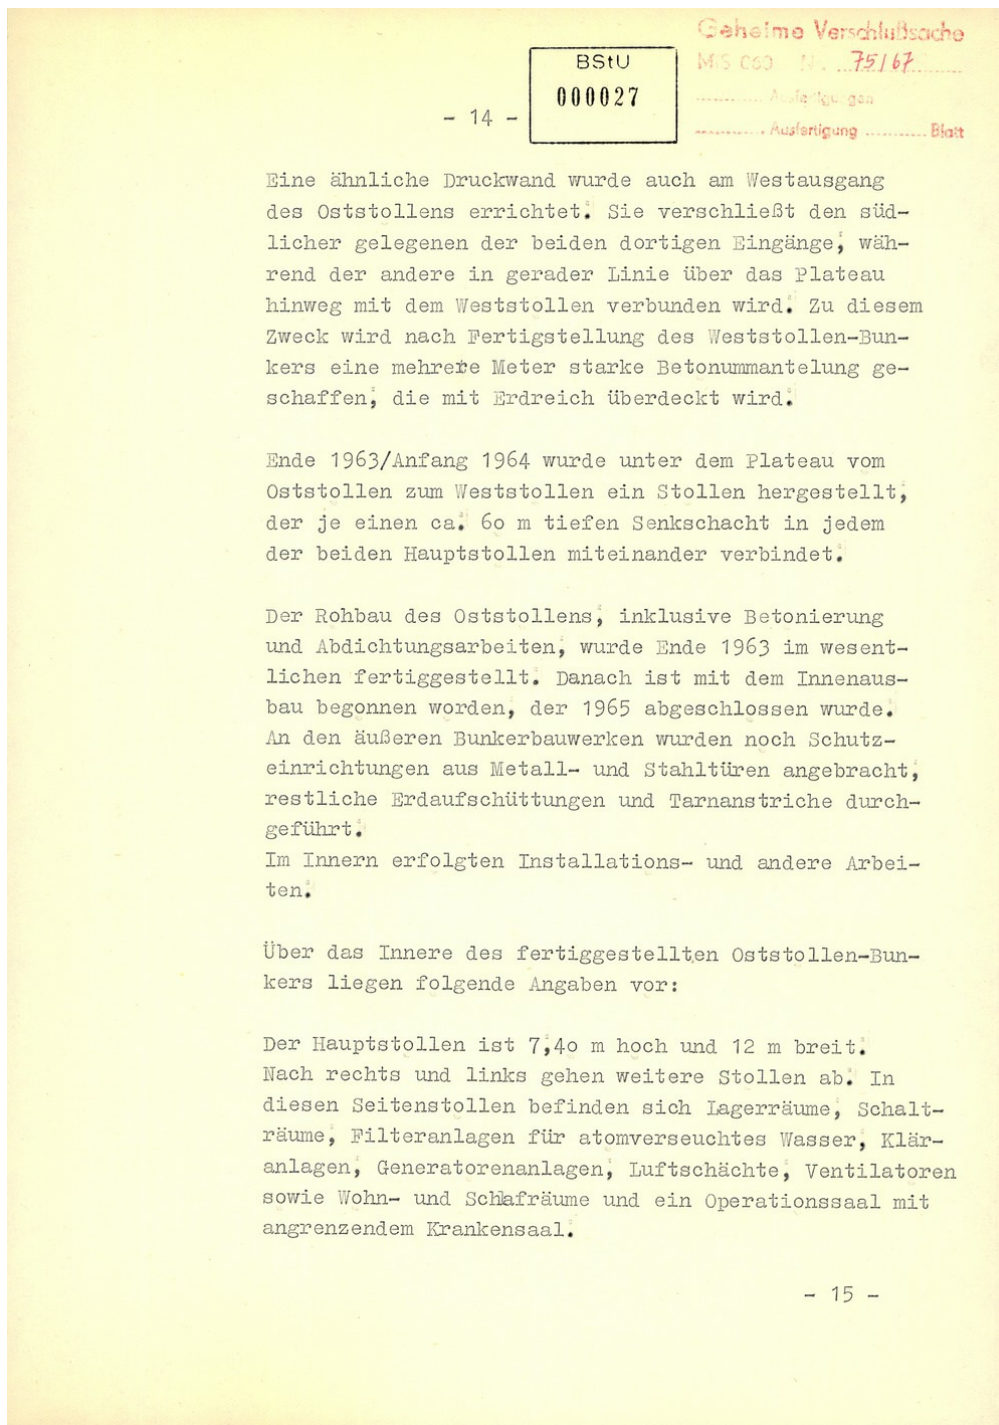 Geheime Verschlußsache
BStU
MfS 060 Nr. 75/67
000027
Ausfertigungen
- 14 -
Ausfertigung Blatt
Eine ähnliche Druckwand wurde auch am Westausgang
des Oststollens errichtet. Sie verschließt den süd-
licher gelegenen der beiden dortigen Eingänge, wäh-
rend der andere in gerader Linie über das Plateau
hinweg mit dem Weststollen verbunden wird. Zu diesem
Zweck wird nach Fertigstellung des Weststollen-Bun-
kers eine mehrere Meter starke Betonummantelung ge-
schaffen, die mit Erdreich überdeckt wird.
Ende 1963/Anfang 1964 wurde unter dem Plateau vom
Oststollen zum Weststollen ein Stollen hergestellt,
der je einen ca. 6o m tiefen Senkschacht in jedem
der beiden Hauptstollen miteinander verbindet.
Der Rohbau des Oststollens, inklusive Betonierung
und Abdichtungsarbeiten, wurde Ende 1963 im wesent-
lichen fertiggestellt. Danach ist mit dem Innenaus-
bau begonnen worden, der 1965 abgeschlossen wurde.
An den äußeren Bunkerbauwerken wurden noch Schutz-
einrichtungen aus Metall- und Stahltüren angebracht,
restliche Erdaufschüttungen und Tarnanstriche durch-
geführt.
Im Innern erfolgten Installations- und andere Arbei-
ten.
Über das Innere des fertiggestellten Oststollen-Bun-
kers liegen folgende Angaben vor:
Der Hauptstollen ist 7,4o m hoch und 12 m breit.
Nach rechts und links gehen weitere Stollen ab. In
diesen Seitenstollen befinden sich Lagerräume, Schalt-
räume, Filteranlagen für atomverseuchtes Wasser, Klär-
anlagen, Generatorenanlagen, Luftschächte, Ventilatoren
sowie Wohn- und Schlafräume und ein Operationssaal mit
angrenzendem Krankensaal.
- 15 -